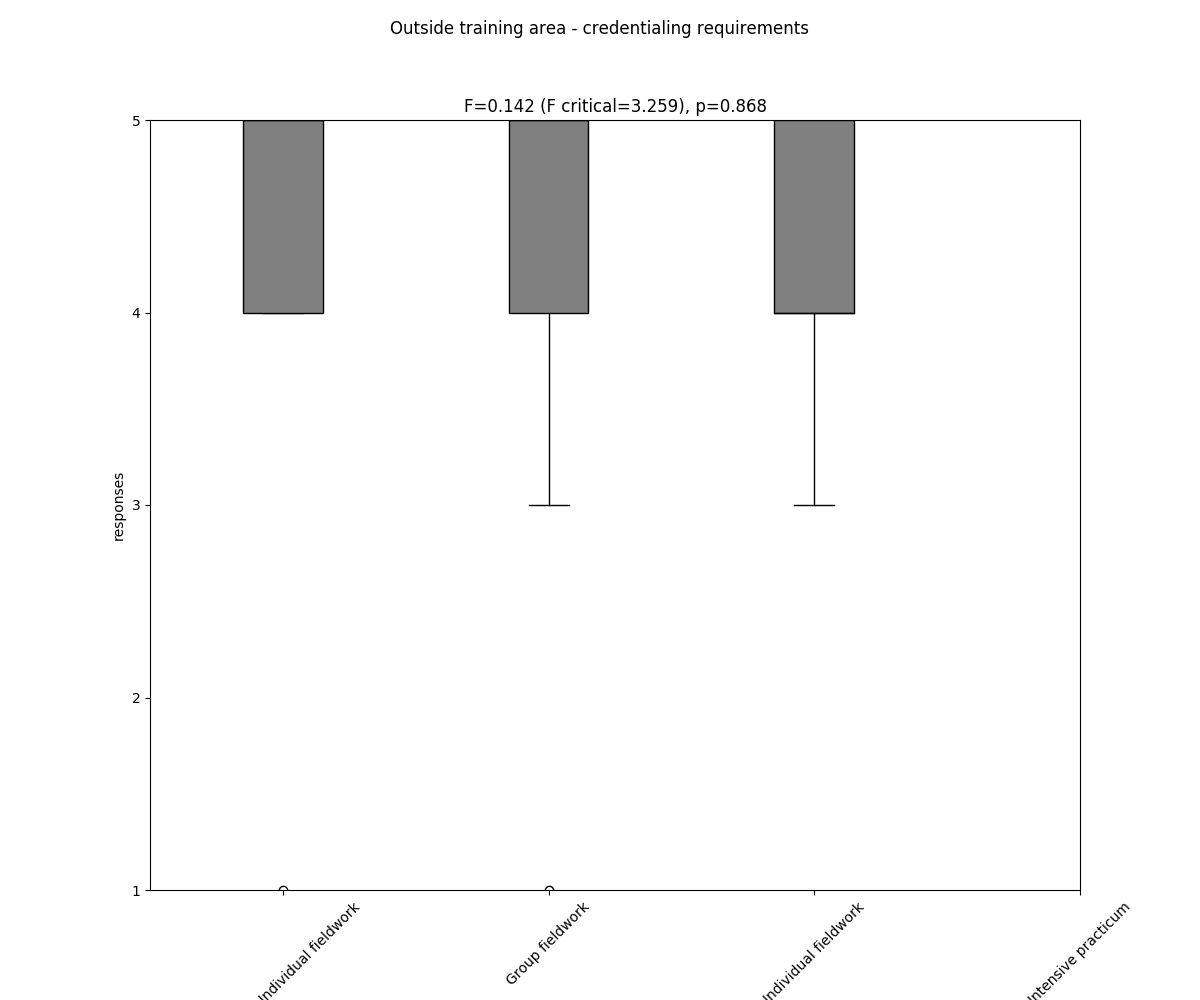 Outside training area - credentialing requirements
F=0.142 (F critical=3.259), p=0.868
5
4
3
2
1
responses
Individual fieldwork
Group fieldwork
Individual fieldwork
Intensive practicum